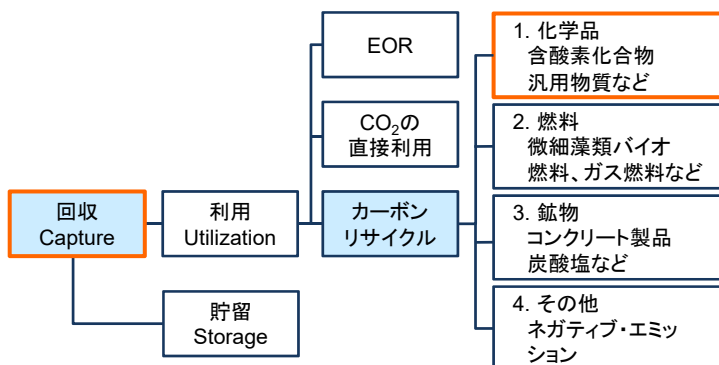 回収
Capture
利用
Utilization
貯留
Storage
EOR
CO₂の
直接利用
カーボン
リサイクル
1. 化学品
含酸素化合物
汎用物質など
2. 燃料
微細藻類バイオ
燃料、ガス燃料など
3. 鉱物
コンクリート製品
炭酸塩など
4. その他
ネガティブ・エミッ
ション